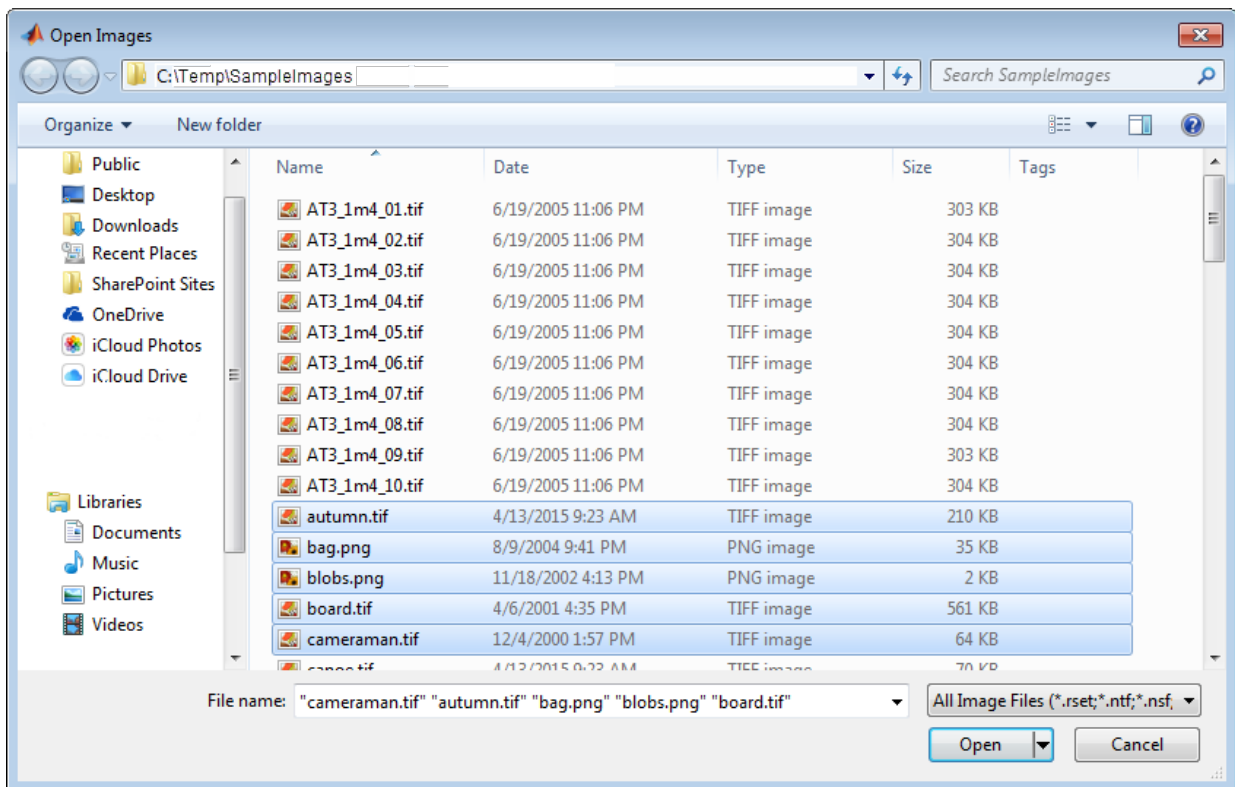 Open Images
C:\Temp\SampleImages
Search SampleImages
Organize New folder
Public
Desktop
Downloads
Recent Places
SharePoint Sites
OneDrive
iCloud Photos
iCloud Drive
Libraries
Documents
Music
Pictures
Videos
Name Date Type Size Tags
AT3_1m4_01.tif 6/19/2005 11:06 PM TIFF image 303 KB
AT3_1m4_02.tif 6/19/2005 11:06 PM TIFF image 304 KB
AT3_1m4_03.tif 6/19/2005 11:06 PM TIFF image 304 KB
AT3_1m4_04.tif 6/19/2005 11:06 PM TIFF image 304 KB
AT3_1m4_05.tif 6/19/2005 11:06 PM TIFF image 304 KB
AT3_1m4_06.tif 6/19/2005 11:06 PM TIFF image 304 KB
AT3_1m4_07.tif 6/19/2005 11:06 PM TIFF image 304 KB
AT3_1m4_08.tif 6/19/2005 11:06 PM TIFF image 304 KB
AT3_1m4_09.tif 6/19/2005 11:06 PM TIFF image 303 KB
AT3_1m4_10.tif 6/19/2005 11:06 PM TIFF image 304 KB
autumn.tif 4/13/2015 9:23 AM TIFF image 210 KB
bag.png 8/9/2004 9:41 PM PNG image 35 KB
blobs.png 11/18/2002 4:13 PM PNG image 2 KB
board.tif 4/6/2001 4:35 PM TIFF image 561 KB
cameraman.tif 12/4/2000 1:57 PM TIFF image 64 KB
canoe.tif 4/13/2015 9:23 AM TIFF image 70 KB
File name: "cameraman.tif" "autumn.tif" "bag.png" "blobs.png" "board.tif"
All Image Files (*.rset;*.ntf;*.nsf;
Open Cancel